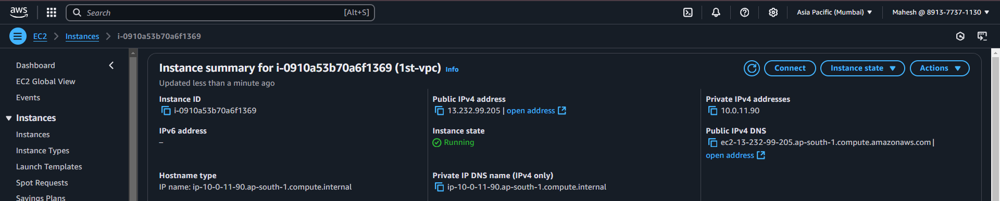 aws
Search [Alt+S]
Asia Pacific (Mumbai)
Mahesh @ 8913-7737-1130
EC2
Instances
i-0910a53b70a6f1369
Dashboard
EC2 Global View
Events
Instances
Instances
Instance Types
Launch Templates
Spot Requests
Savings Plans
Instance summary for i-0910a53b70a6f1369 (1st-vpc) Info
Updated less than a minute ago
Connect
Instance state
Actions
Instance ID
i-0910a53b70a6f1369
Public IPv4 address
13.232.99.205 | open address
Private IPv4 addresses
10.0.11.90
IPv6 address
–
Instance state
Running
Public IPv4 DNS
ec2-13-232-99-205.ap-south-1.compute.amazonaws.com |
open address
Hostname type
IP name: ip-10-0-11-90.ap-south-1.compute.internal
Private IP DNS name (IPv4 only)
ip-10-0-11-90.ap-south-1.compute.internal